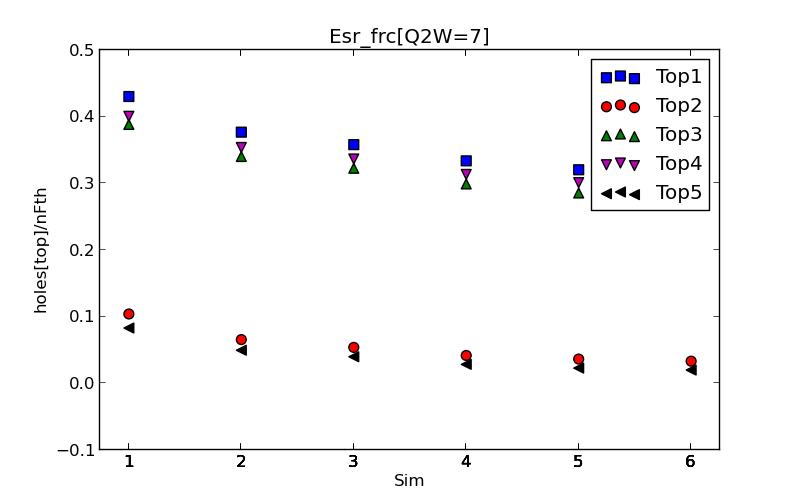 Esr_frc[Q2W=7]
0.5
0.4
0.3
0.2
0.1
0.0
−0.1
holes[top]/nFth
Top1
Top2
Top3
Top4
Top5
1 2 3 4 5 6
Sim